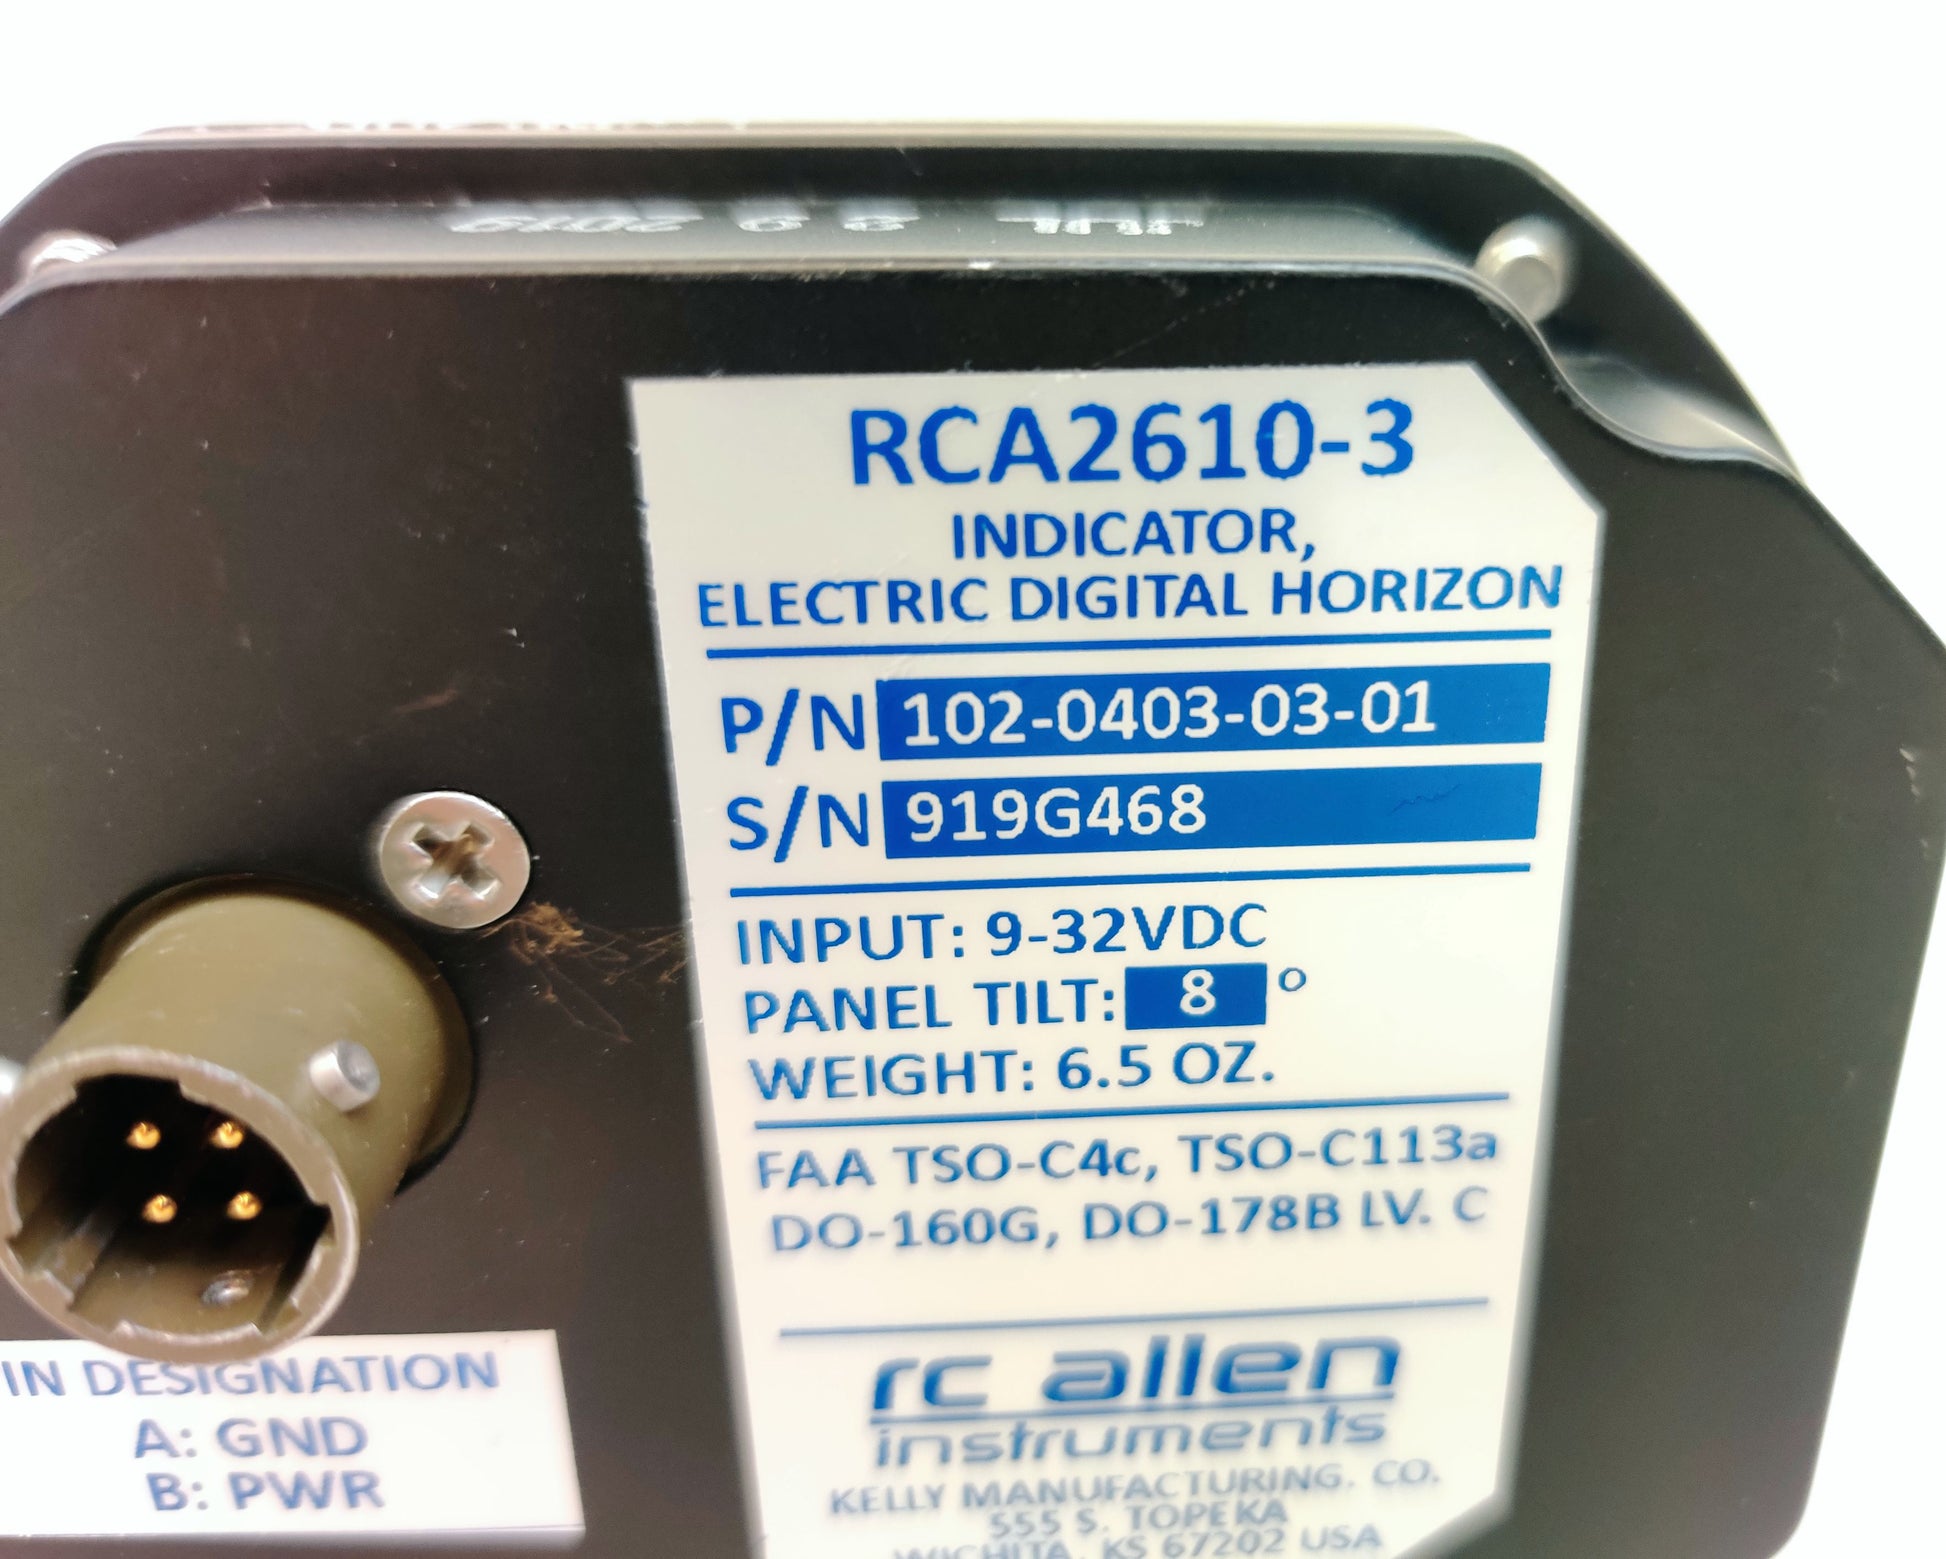 RCA2610-3
INDICATOR,
ELECTRIC DIGITAL HORIZON
P/N 102-0403-03-01
S/N 919G468
INPUT: 9-32VDC
PANEL TILT: 8 °
WEIGHT: 6.5 OZ.
FAA TSO-C4c, TSO-C113a
DO-160G, DO-178B LV. C
rc allen
instruments
KELLY MANUFACTURING. CO.
555 S. TOPEKA
WICHITA, KS 67202 USA
IN DESIGNATION
A: GND
B: PWR